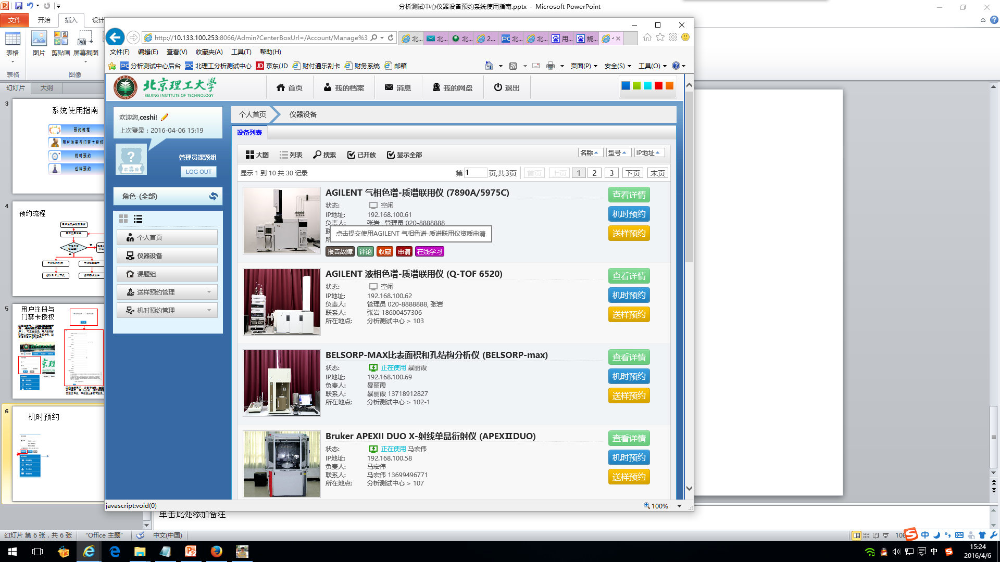 分析测试中心仪器设备预约系统使用指南.pptx - Microsoft PowerPoint
文件
开始
插入
设计
表格
图片
剪贴画
屏幕截图
表格
图像
幻灯片
大纲
3
系统使用指南
预约流程
用户注册与门禁卡授权
机时预约
送样预约
4
预约流程
5
用户注册与
门禁卡授权
6
机时预约
http://10.133.100.253:8066/Admin?CenterBoxUrl=/Account/Manage%3
北...
北...
北...
2...
北...
北...
用...
烧...
文件(F)
编辑(E)
查看(V)
收藏夹(A)
工具(T)
帮助(H)
分析测试中心后台
北理工分析测试中心
京东(JD
财付通乐刮卡
财务系统
邮箱
页面(P)
安全(S)
工具(O)
北京理工大学
BEIJING INSTITUTE OF TECHNOLOGY
首页
我的档案
消息
我的网盘
退出
欢迎您,ceshi!
上次登录：2016-04-06 15:19
求真值
管理员课题组
LOG OUT
角色-(全部)
个人首页
仪器设备
课题组
送样预约管理
机时预约管理
个人首页
仪器设备
设备列表
大图
列表
搜索
已开放
显示全部
名称
型号
IP地址
显示 1 到 10 共 30 记录
第 1 页,共3页
首页
上页
1
2
3
下页
末页
AGILENT 气相色谱-质谱联用仪 (7890A/5975C)
状态: 空闲
IP地址: 192.168.100.61
负责人: 张岩 , 管理员 020-8888888
点击提交使用AGILENT 气相色谱-质谱联用仪资质申请
报告故障
评论
收藏
申请
在线学习
查看详情
机时预约
送样预约
AGILENT 液相色谱-质谱联用仪 (Q-TOF 6520)
状态: 空闲
IP地址: 192.168.100.62
负责人: 管理员 020-8888888, 张岩
联系人: 张岩 18600457306
所在地点: 分析测试中心 > 103
查看详情
机时预约
送样预约
BELSORP-MAX比表面积和孔结构分析仪 (BELSORP-max)
状态: 正在使用 暴丽霞
IP地址: 192.168.100.69
负责人: 暴丽霞
联系人: 暴丽霞 13718912827
所在地点: 分析测试中心 > 102-1
查看详情
机时预约
送样预约
Bruker APEXII DUO X-射线单晶衍射仪 (APEXⅡDUO)
状态: 正在使用 马宏伟
IP地址: 192.168.100.58
负责人: 马宏伟
联系人: 马宏伟 13699496771
所在地点: 分析测试中心 > 107
查看详情
机时预约
送样预约
javascript:void(0)
100%
单击此处添加备注
幻灯片 第 6 张，共 6 张
"Office 主题"
中文(中国)
中
中
15:24
2016/4/6